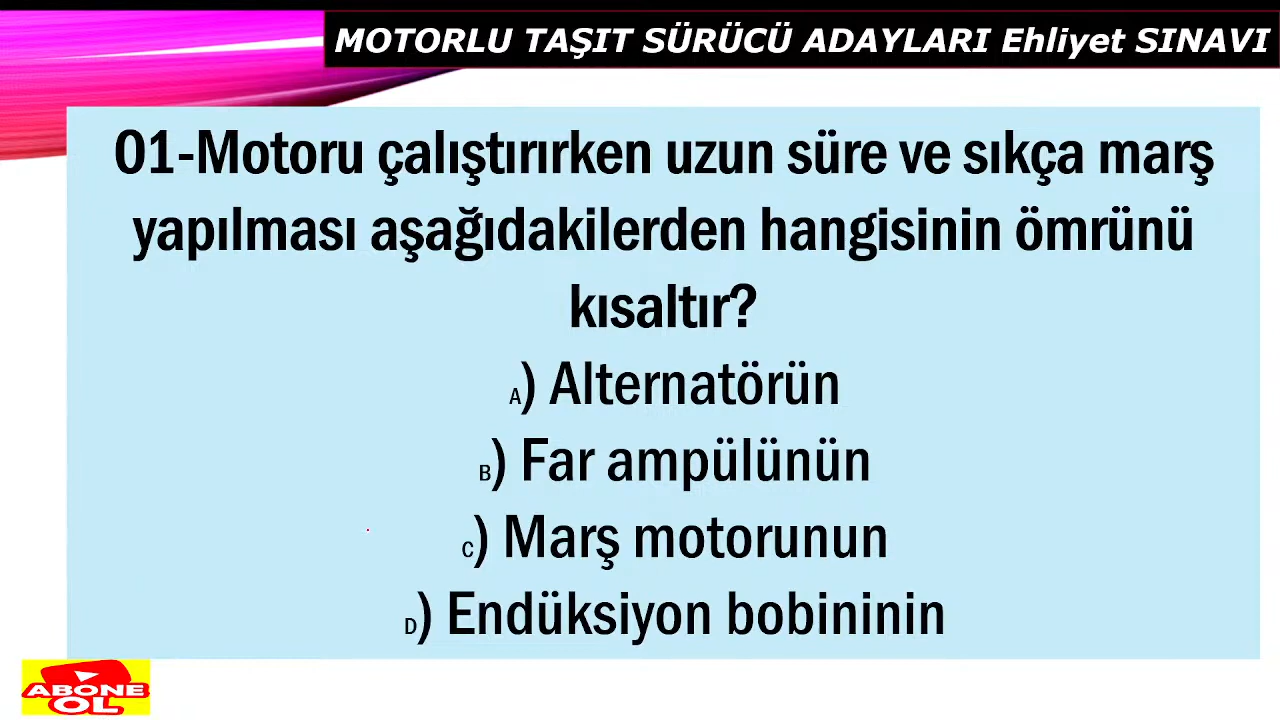 MOTORLU TAŞIT SÜRÜCÜ ADAYLARI Ehliyet SINAVI
01-Motoru çalıştırırken uzun süre ve sıkça marş
yapılması aşağıdakilerden hangisinin ömrünü
kısaltır?
A) Alternatörün
B) Far ampülünün
C) Marş motorunun
D) Endüksiyon bobininin
ABONE
OL